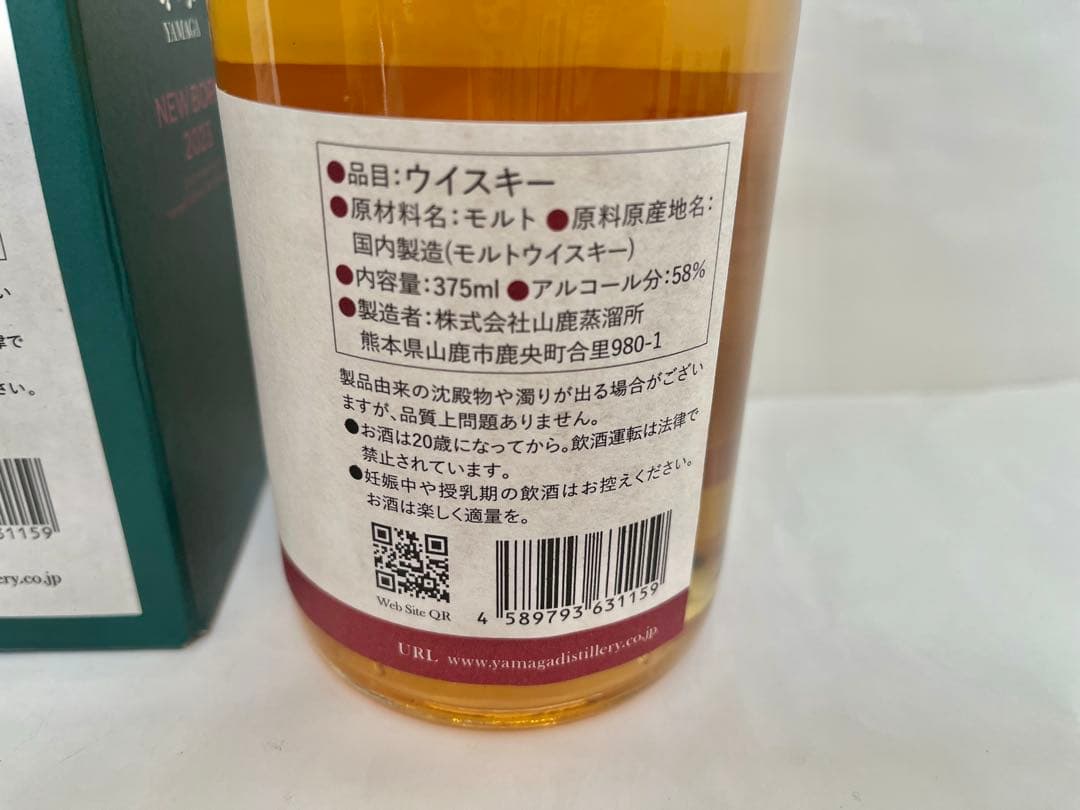 YAMAGA
NEW BOR
●品目:ウイスキー
●原材料名:モルト ●原料原産地名:
国内製造(モルトウイスキー)
●内容量:375ml ●アルコール分:58%
●製造者:株式会社山鹿蒸溜所
熊本県山鹿市鹿央町合里980-1
製品由来の沈殿物や濁りが出る場合がござい
ますが、品質上問題ありません。
●お酒は20歳になってから。飲酒運転は法律で
禁止されています。
●妊娠中や授乳期の飲酒はお控えください。
お酒は楽しく適量を。
Web Site QR
4 589793 631159
URL www.yamagadistillery.co.jp
い
律で
さい。
31159
lery.co.jp